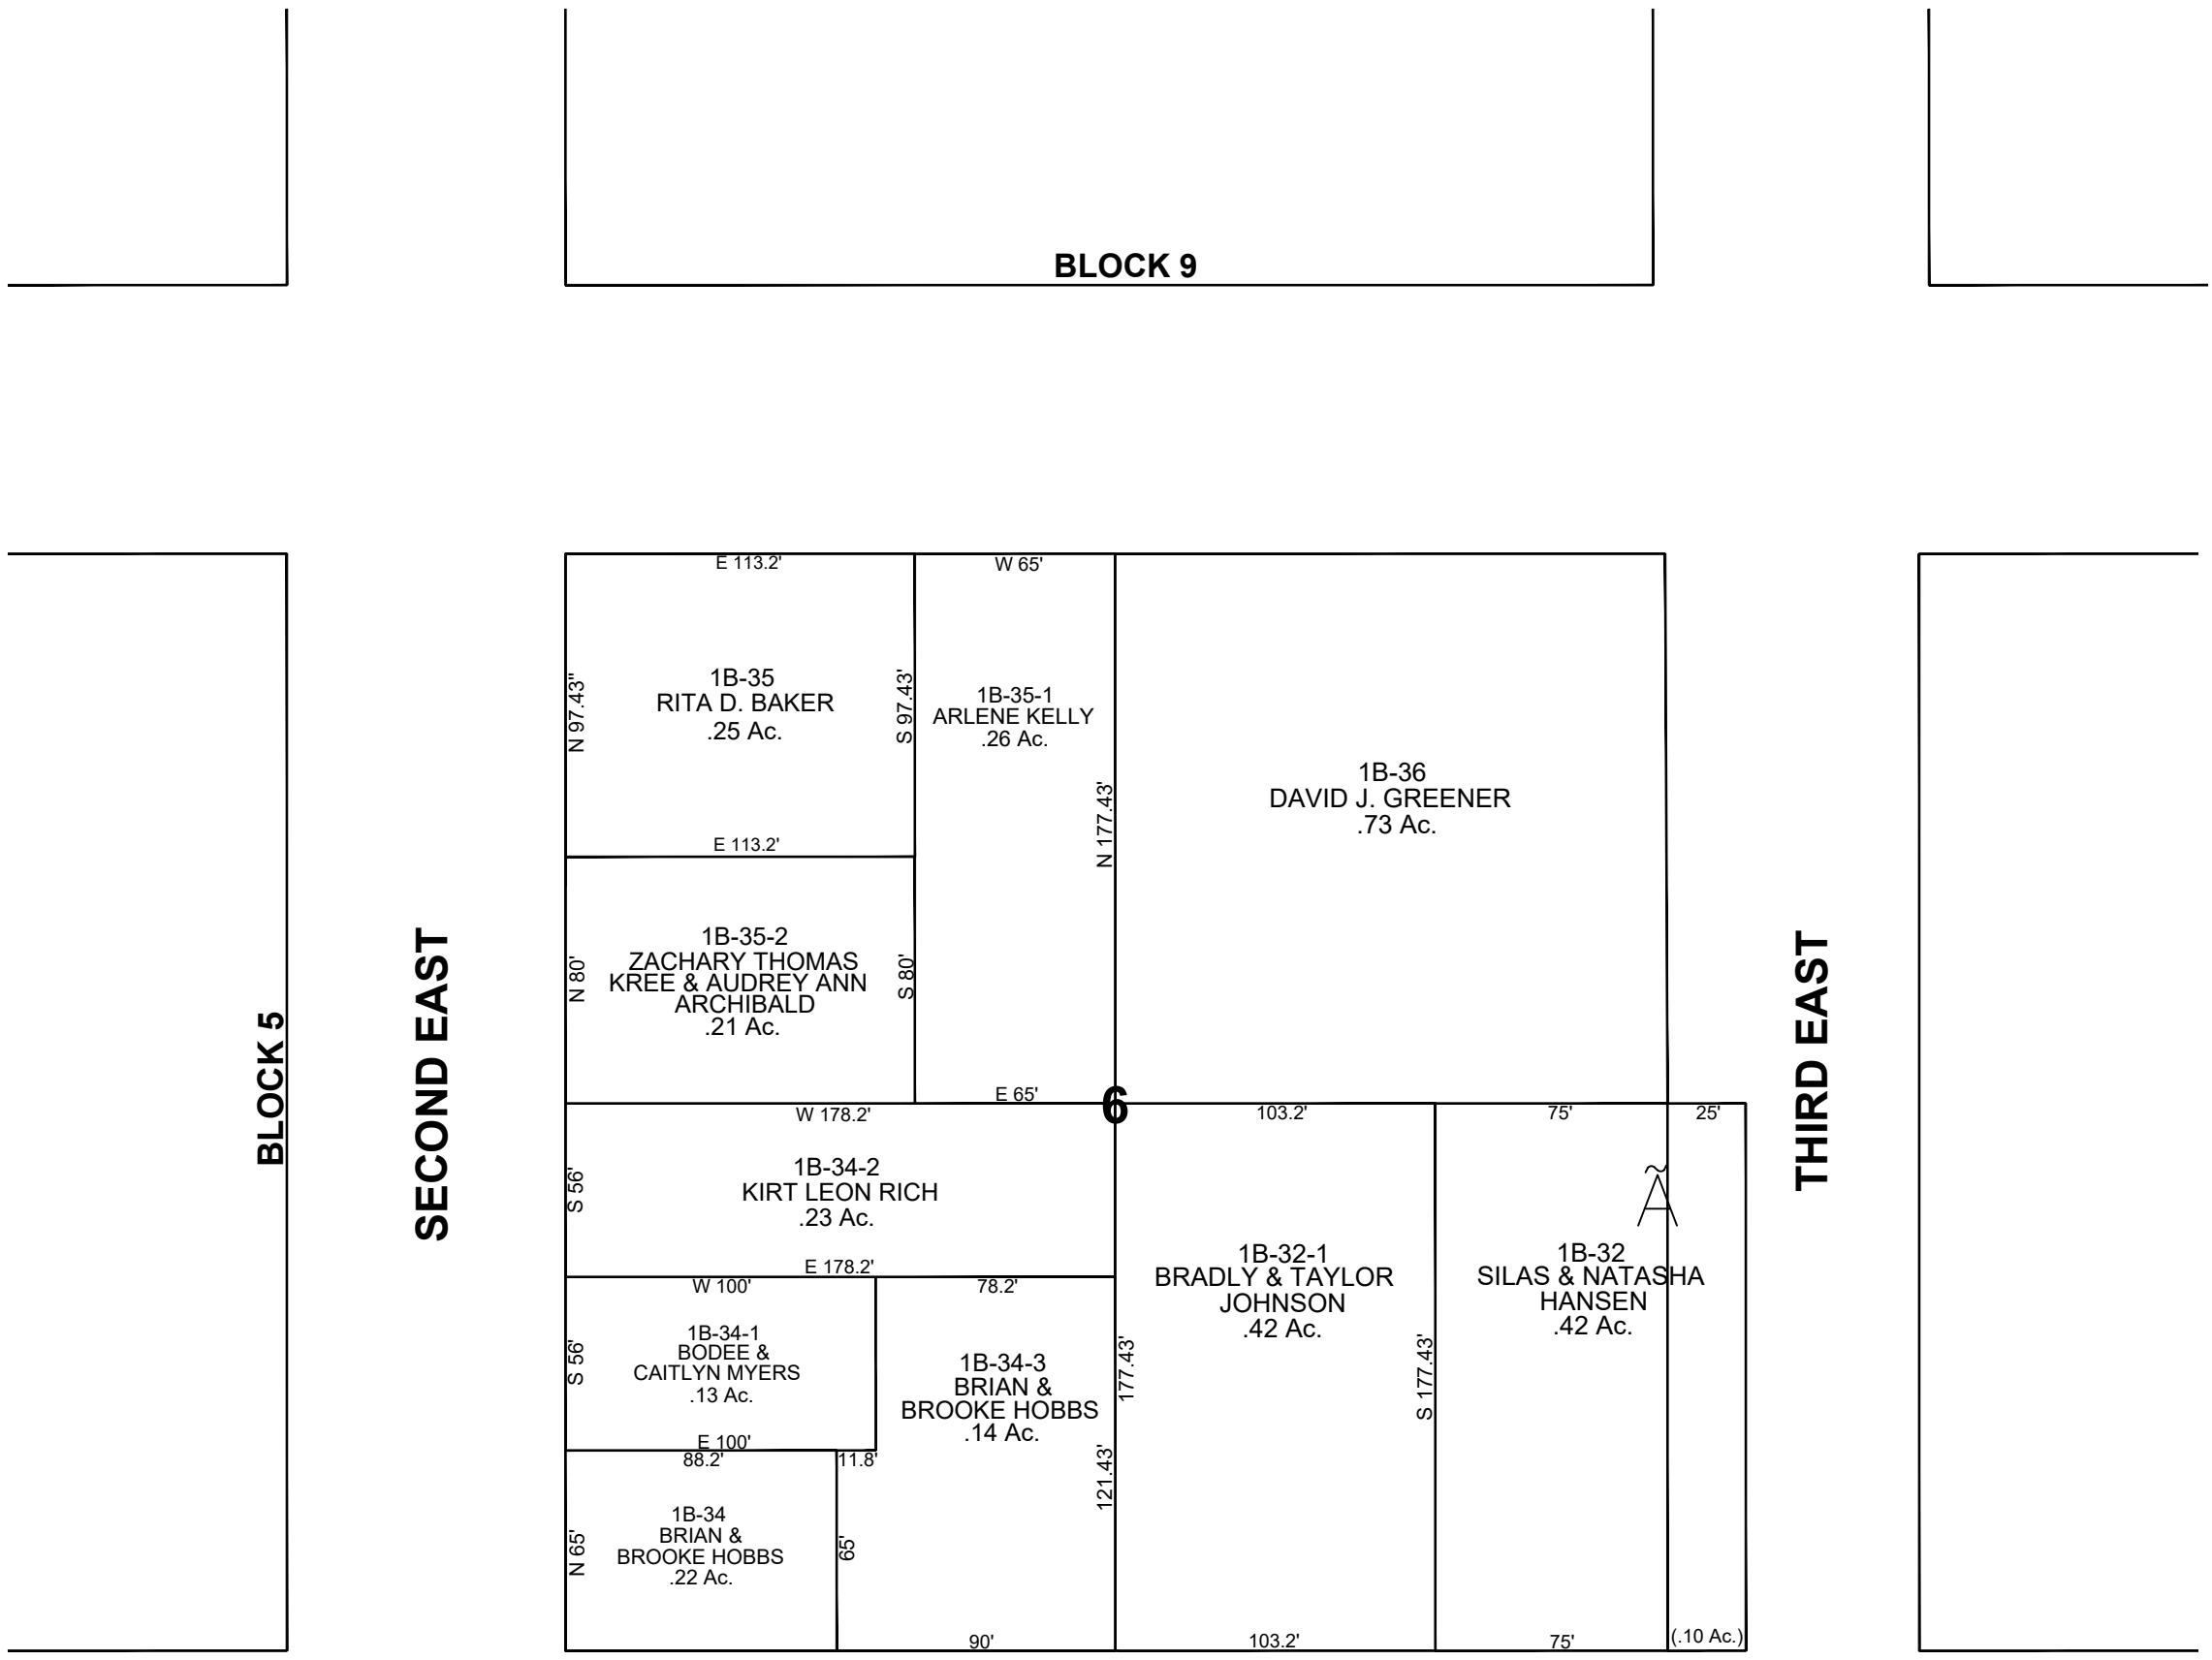 BLOCK 9
E 113.2'
W 65'
N 97.43"
1B-35
RITA D. BAKER
.25 Ac.
S 97.43'
1B-35-1
ARLENE KELLY
.26 Ac.
N 177.43'
1B-36
DAVID J. GREENER
.73 Ac.
E 113.2'
N 80'
1B-35-2
ZACHARY THOMAS
KREE & AUDREY ANN
ARCHIBALD
.21 Ac.
S 80'
BLOCK 5
SECOND EAST
THIRD EAST
E 65'
6
W 178.2'
103.2'
75'
25'
S 56'
1B-34-2
KIRT LEON RICH
.23 Ac.
E 178.2'
Ã
W 100'
78.2'
S 56'
1B-34-1
BODEE &
CAITLYN MYERS
.13 Ac.
E 100'
1B-34-3
BRIAN &
BROOKE HOBBS
.14 Ac.
177.43'
121.43'
1B-32-1
BRADLY & TAYLOR
JOHNSON
.42 Ac.
S 177.43'
1B-32
SILAS & NATASHA
HANSEN
.42 Ac.
88.2'
11.8'
N 65'
1B-34
BRIAN &
BROOKE HOBBS
.22 Ac.
65'
90'
103.2'
75'
(.10 Ac.)